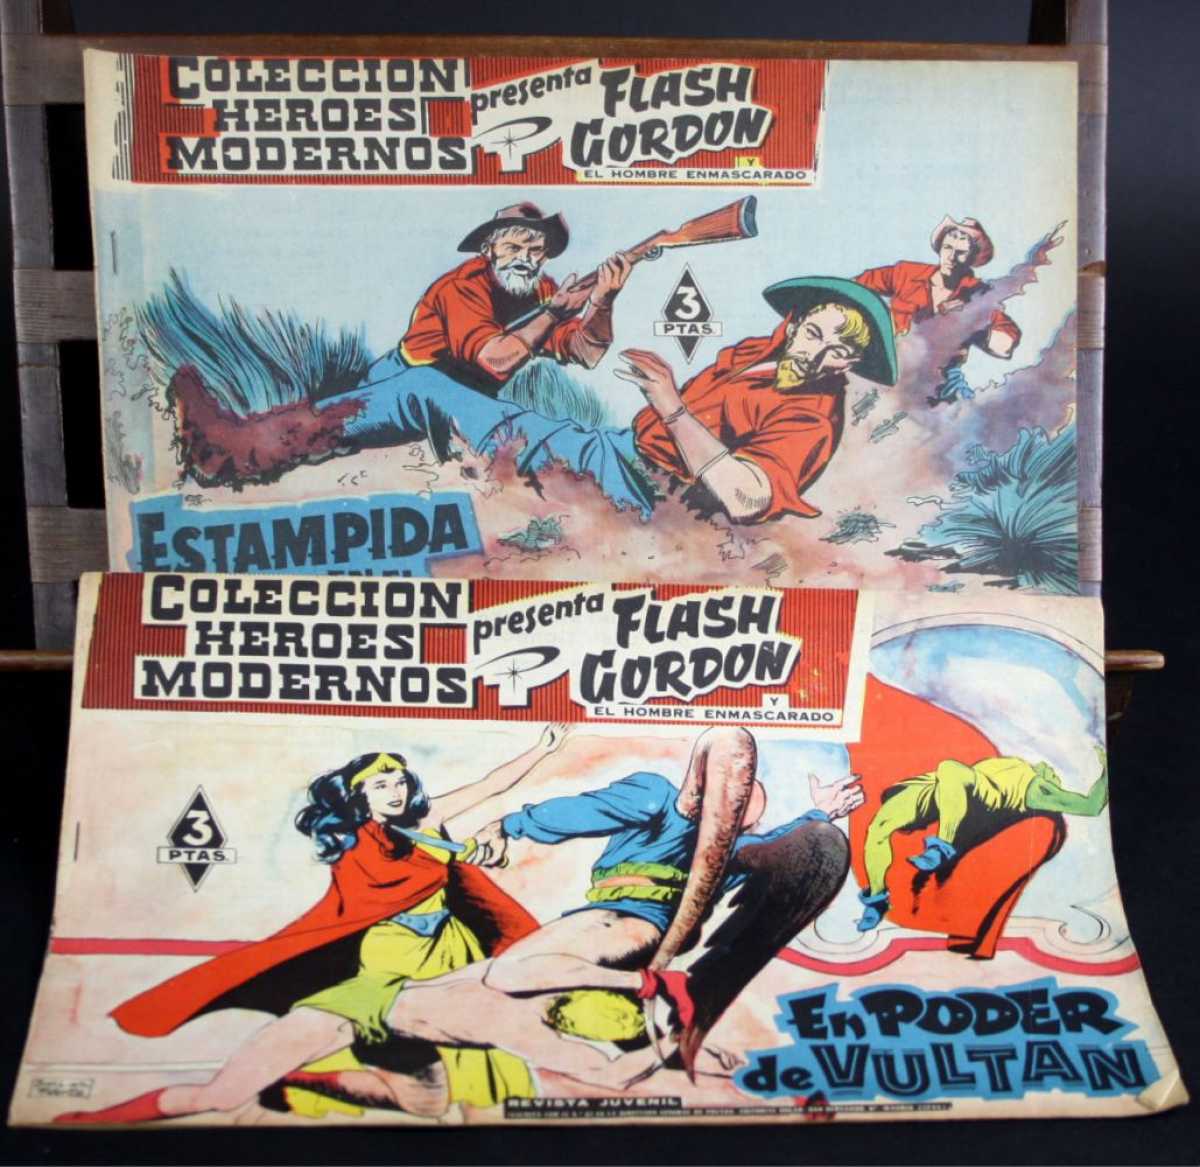 COLECCION
HEROES
MODERNOS
presenta
FLASH
GORDON
Y
EL HOMBRE ENMASCARADO
3
PTAS.
ESTAMPIDA
COLECCION
HEROES
MODERNOS
presenta
FLASH
GORDON
Y
EL HOMBRE ENMASCARADO
3
PTAS.
En PODER
de VULTAN
REVISTA JUVENIL